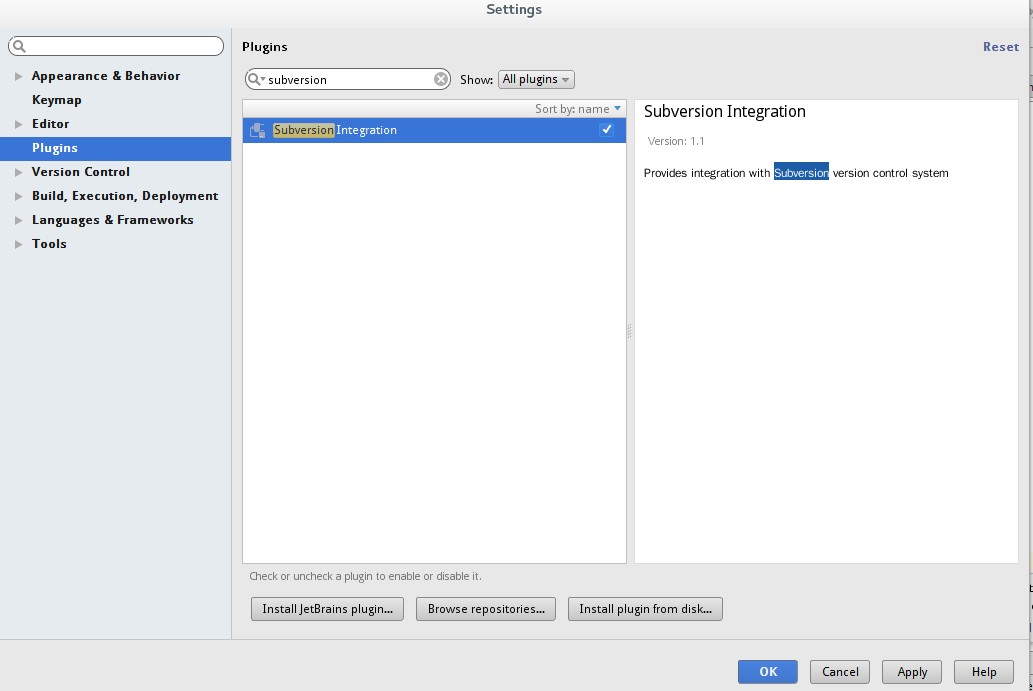 Settings
Plugins
Reset
subversion
Show: All plugins
Appearance & Behavior
Keymap
Editor
Plugins
Version Control
Build, Execution, Deployment
Languages & Frameworks
Tools
Sort by: name
Subversion Integration
Subversion Integration
Version: 1.1
Provides integration with Subversion version control system
Check or uncheck a plugin to enable or disable it.
Install JetBrains plugin... Browse repositories... Install plugin from disk...
OK Cancel Apply Help